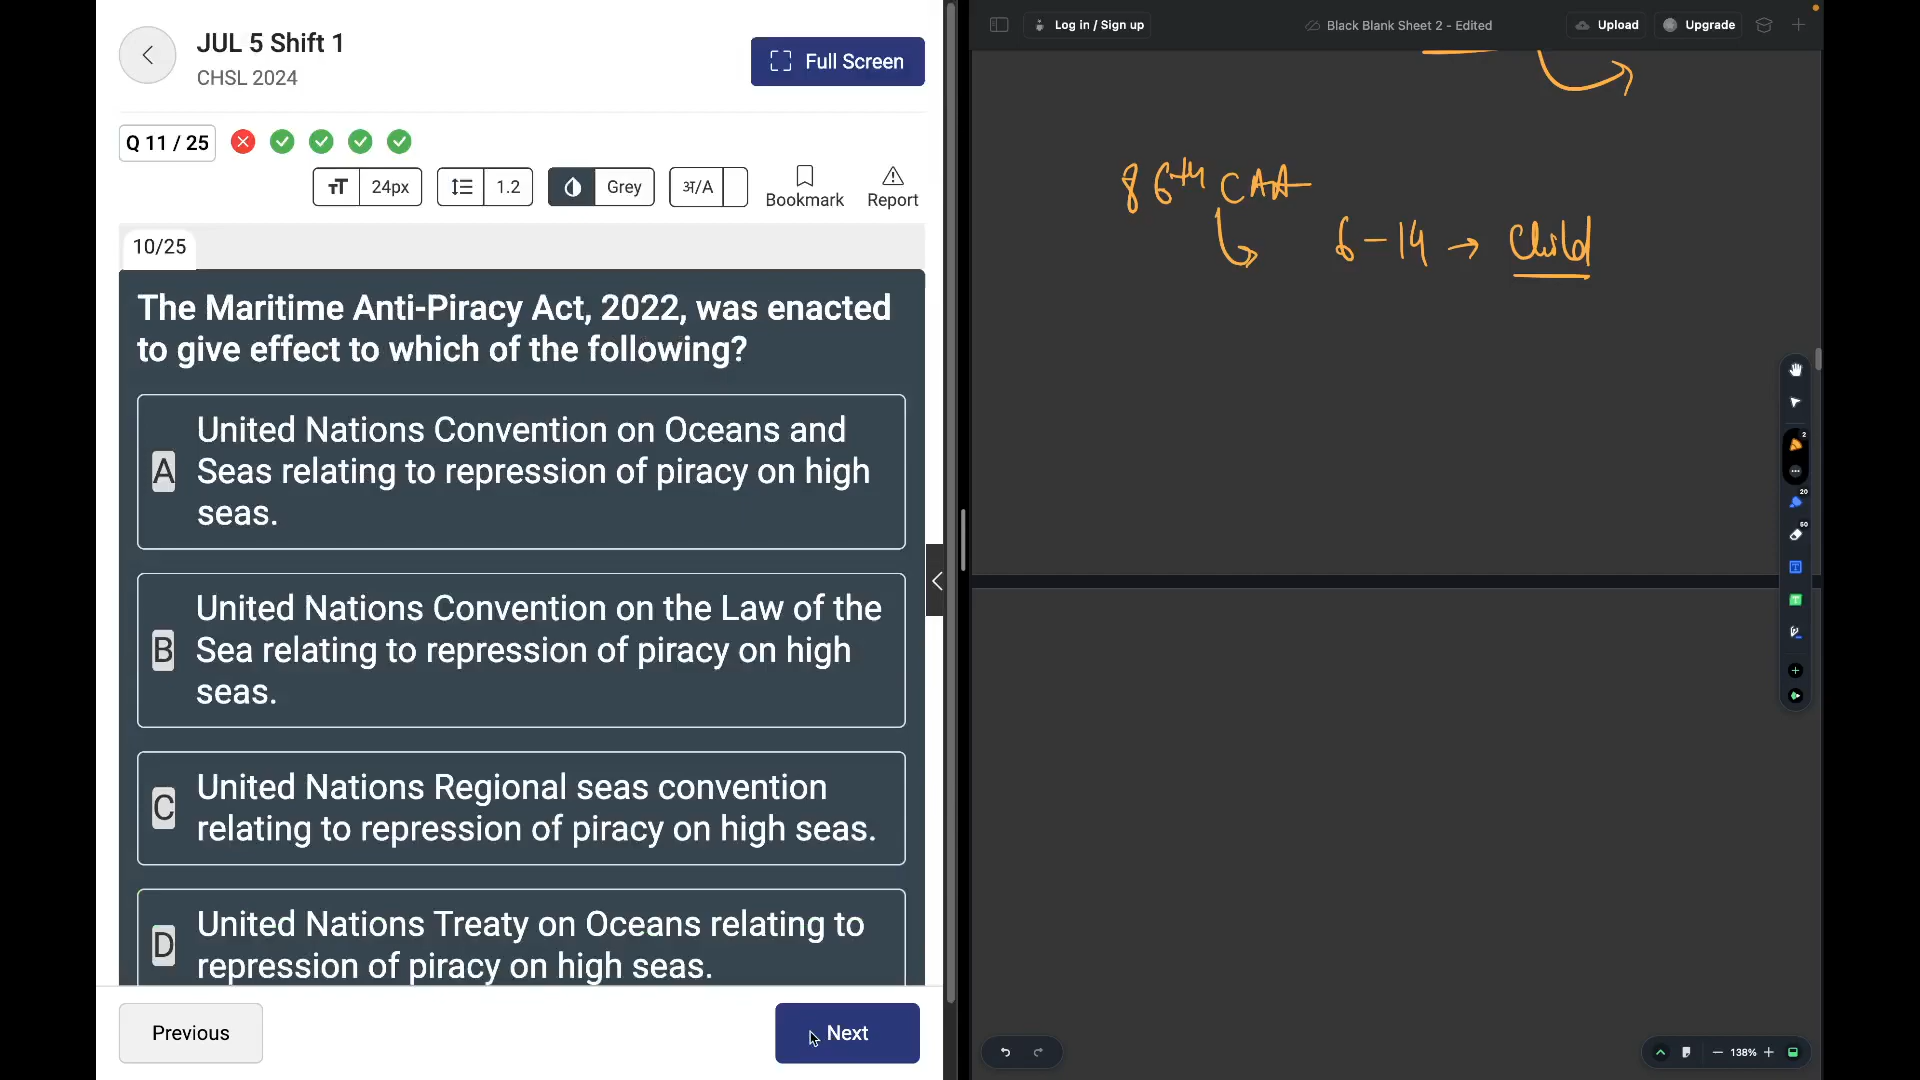 JUL 5 Shift 1
CHSL 2024
Full Screen
Q 11 / 25
TT 24px
1.2
Grey
अ/A
Bookmark
Report
10/25
The Maritime Anti-Piracy Act, 2022, was enacted
to give effect to which of the following?
A
United Nations Convention on Oceans and
Seas relating to repression of piracy on high
seas.
B
United Nations Convention on the Law of the
Sea relating to repression of piracy on high
seas.
C
United Nations Regional seas convention
relating to repression of piracy on high seas.
D
United Nations Treaty on Oceans relating to
repression of piracy on high seas.
Previous
Next
Log in / Sign up
Black Blank Sheet 2 - Edited
Upload
Upgrade
86th CAA
6-14 → Child
2
20
50
138%